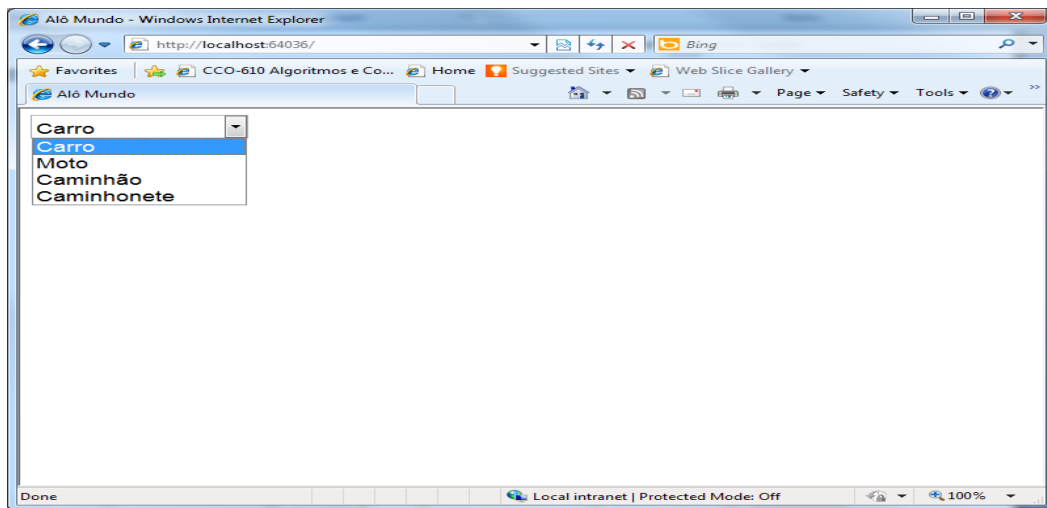 Alô Mundo - Windows Internet Explorer
http://localhost:64036/ Bing
Favorites CCO-610 Algoritmos e Co... Home Suggested Sites Web Slice Gallery
Alô Mundo Page Safety Tools
Carro
Carro
Moto
Caminhão
Caminhonete
Done Local intranet | Protected Mode: Off 100%